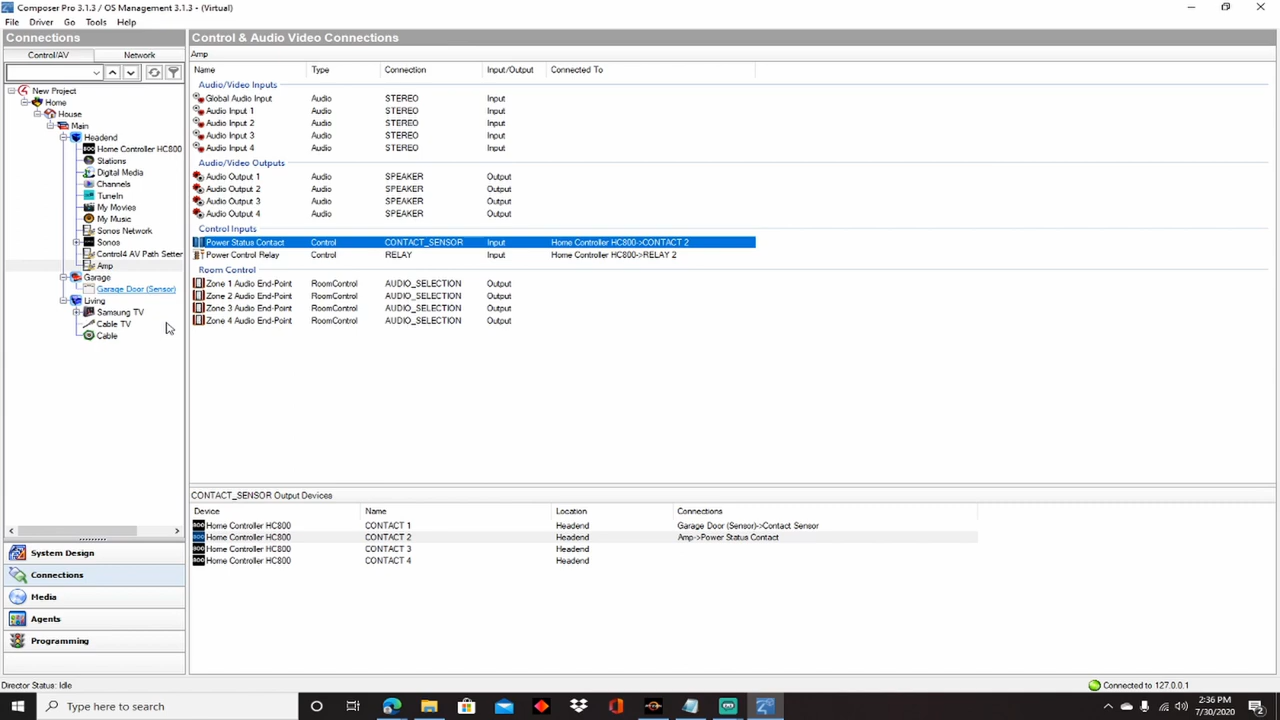 Composer Pro 3.1.3 / OS Management 3.1.3 - (Virtual)
File Driver Go Tools Help
Connections
Control/AV Network
New Project
Home
House
Main
Headend
Home Controller HC800
Stations
Digital Media
Channels
TuneIn
My Movies
My Music
Sonos Network
Sonos
Control4 AV Path Setter
Amp
Garage
Garage Door (Sensor)
Living
Samsung TV
Cable TV
Cable
System Design
Connections
Media
Agents
Programming
Control & Audio Video Connections
Amp
Name Type Connection Input/Output Connected To
Audio/Video Inputs
Global Audio Input Audio STEREO Input
Audio Input 1 Audio STEREO Input
Audio Input 2 Audio STEREO Input
Audio Input 3 Audio STEREO Input
Audio Input 4 Audio STEREO Input
Audio/Video Outputs
Audio Output 1 Audio SPEAKER Output
Audio Output 2 Audio SPEAKER Output
Audio Output 3 Audio SPEAKER Output
Audio Output 4 Audio SPEAKER Output
Control Inputs
Power Status Contact Control CONTACT_SENSOR Input Home Controller HC800->CONTACT 2
Power Control Relay Control RELAY Input Home Controller HC800->RELAY 2
Room Control
Zone 1 Audio End-Point RoomControl AUDIO_SELECTION Output
Zone 2 Audio End-Point RoomControl AUDIO_SELECTION Output
Zone 3 Audio End-Point RoomControl AUDIO_SELECTION Output
Zone 4 Audio End-Point RoomControl AUDIO_SELECTION Output
CONTACT_SENSOR Output Devices
Device Name Location Connections
Home Controller HC800 CONTACT 1 Headend Garage Door (Sensor)->Contact Sensor
Home Controller HC800 CONTACT 2 Headend Amp->Power Status Contact
Home Controller HC800 CONTACT 3 Headend
Home Controller HC800 CONTACT 4 Headend
Director Status: Idle Connected to 127.0.0.1
Type here to search
2:36 PM
7/30/2020